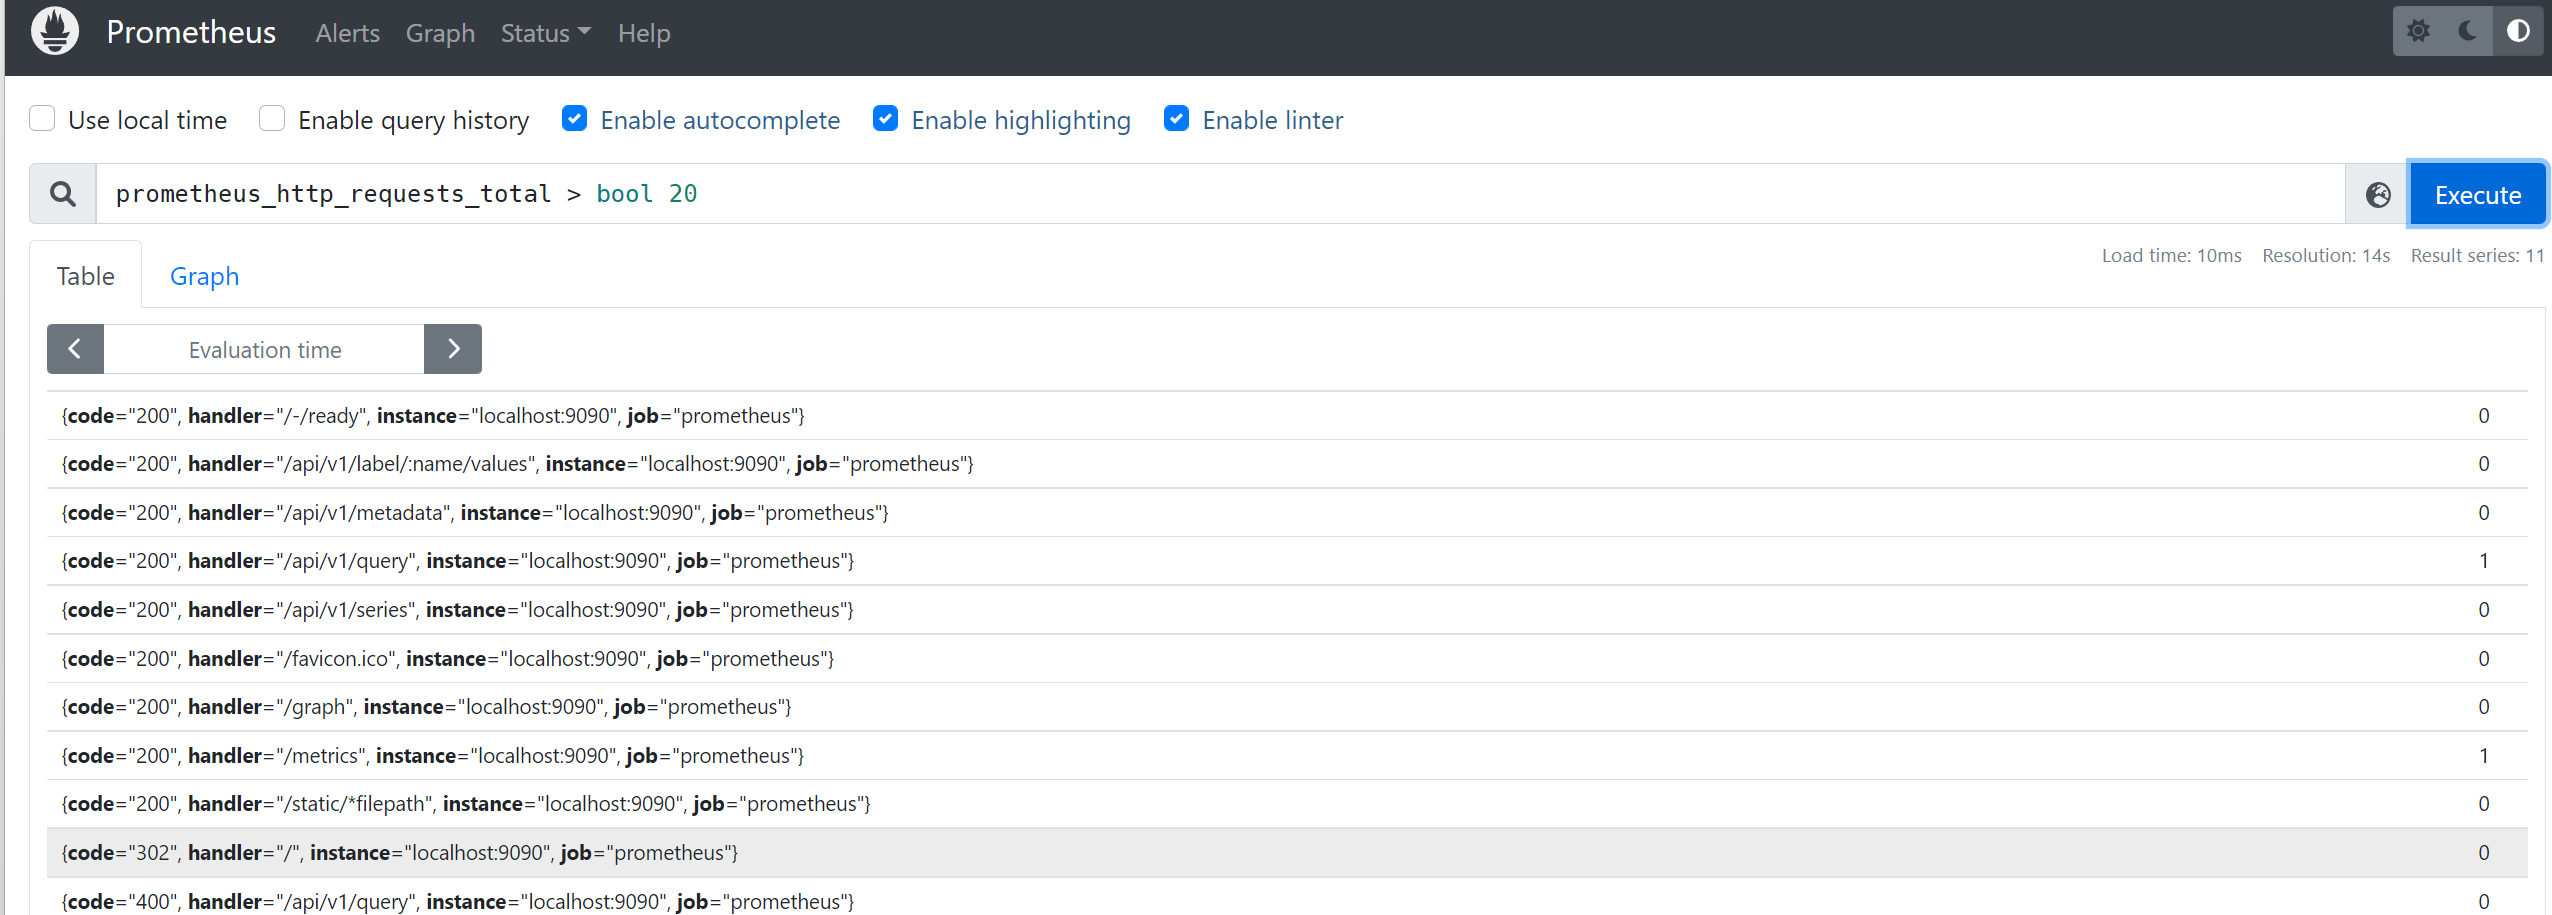 Prometheus Alerts Graph Status Help
Use local time Enable query history Enable autocomplete Enable highlighting Enable linter
prometheus_http_requests_total > bool 20 Execute
Table Graph Load time: 10ms Resolution: 14s Result series: 11
Evaluation time
{code="200", handler="/-/ready", instance="localhost:9090", job="prometheus"} 0
{code="200", handler="/api/v1/label/:name/values", instance="localhost:9090", job="prometheus"} 0
{code="200", handler="/api/v1/metadata", instance="localhost:9090", job="prometheus"} 0
{code="200", handler="/api/v1/query", instance="localhost:9090", job="prometheus"} 1
{code="200", handler="/api/v1/series", instance="localhost:9090", job="prometheus"} 0
{code="200", handler="/favicon.ico", instance="localhost:9090", job="prometheus"} 0
{code="200", handler="/graph", instance="localhost:9090", job="prometheus"} 0
{code="200", handler="/metrics", instance="localhost:9090", job="prometheus"} 1
{code="200", handler="/static/*filepath", instance="localhost:9090", job="prometheus"} 0
{code="302", handler="/", instance="localhost:9090", job="prometheus"} 0
{code="400", handler="/api/v1/query", instance="localhost:9090", job="prometheus"} 0